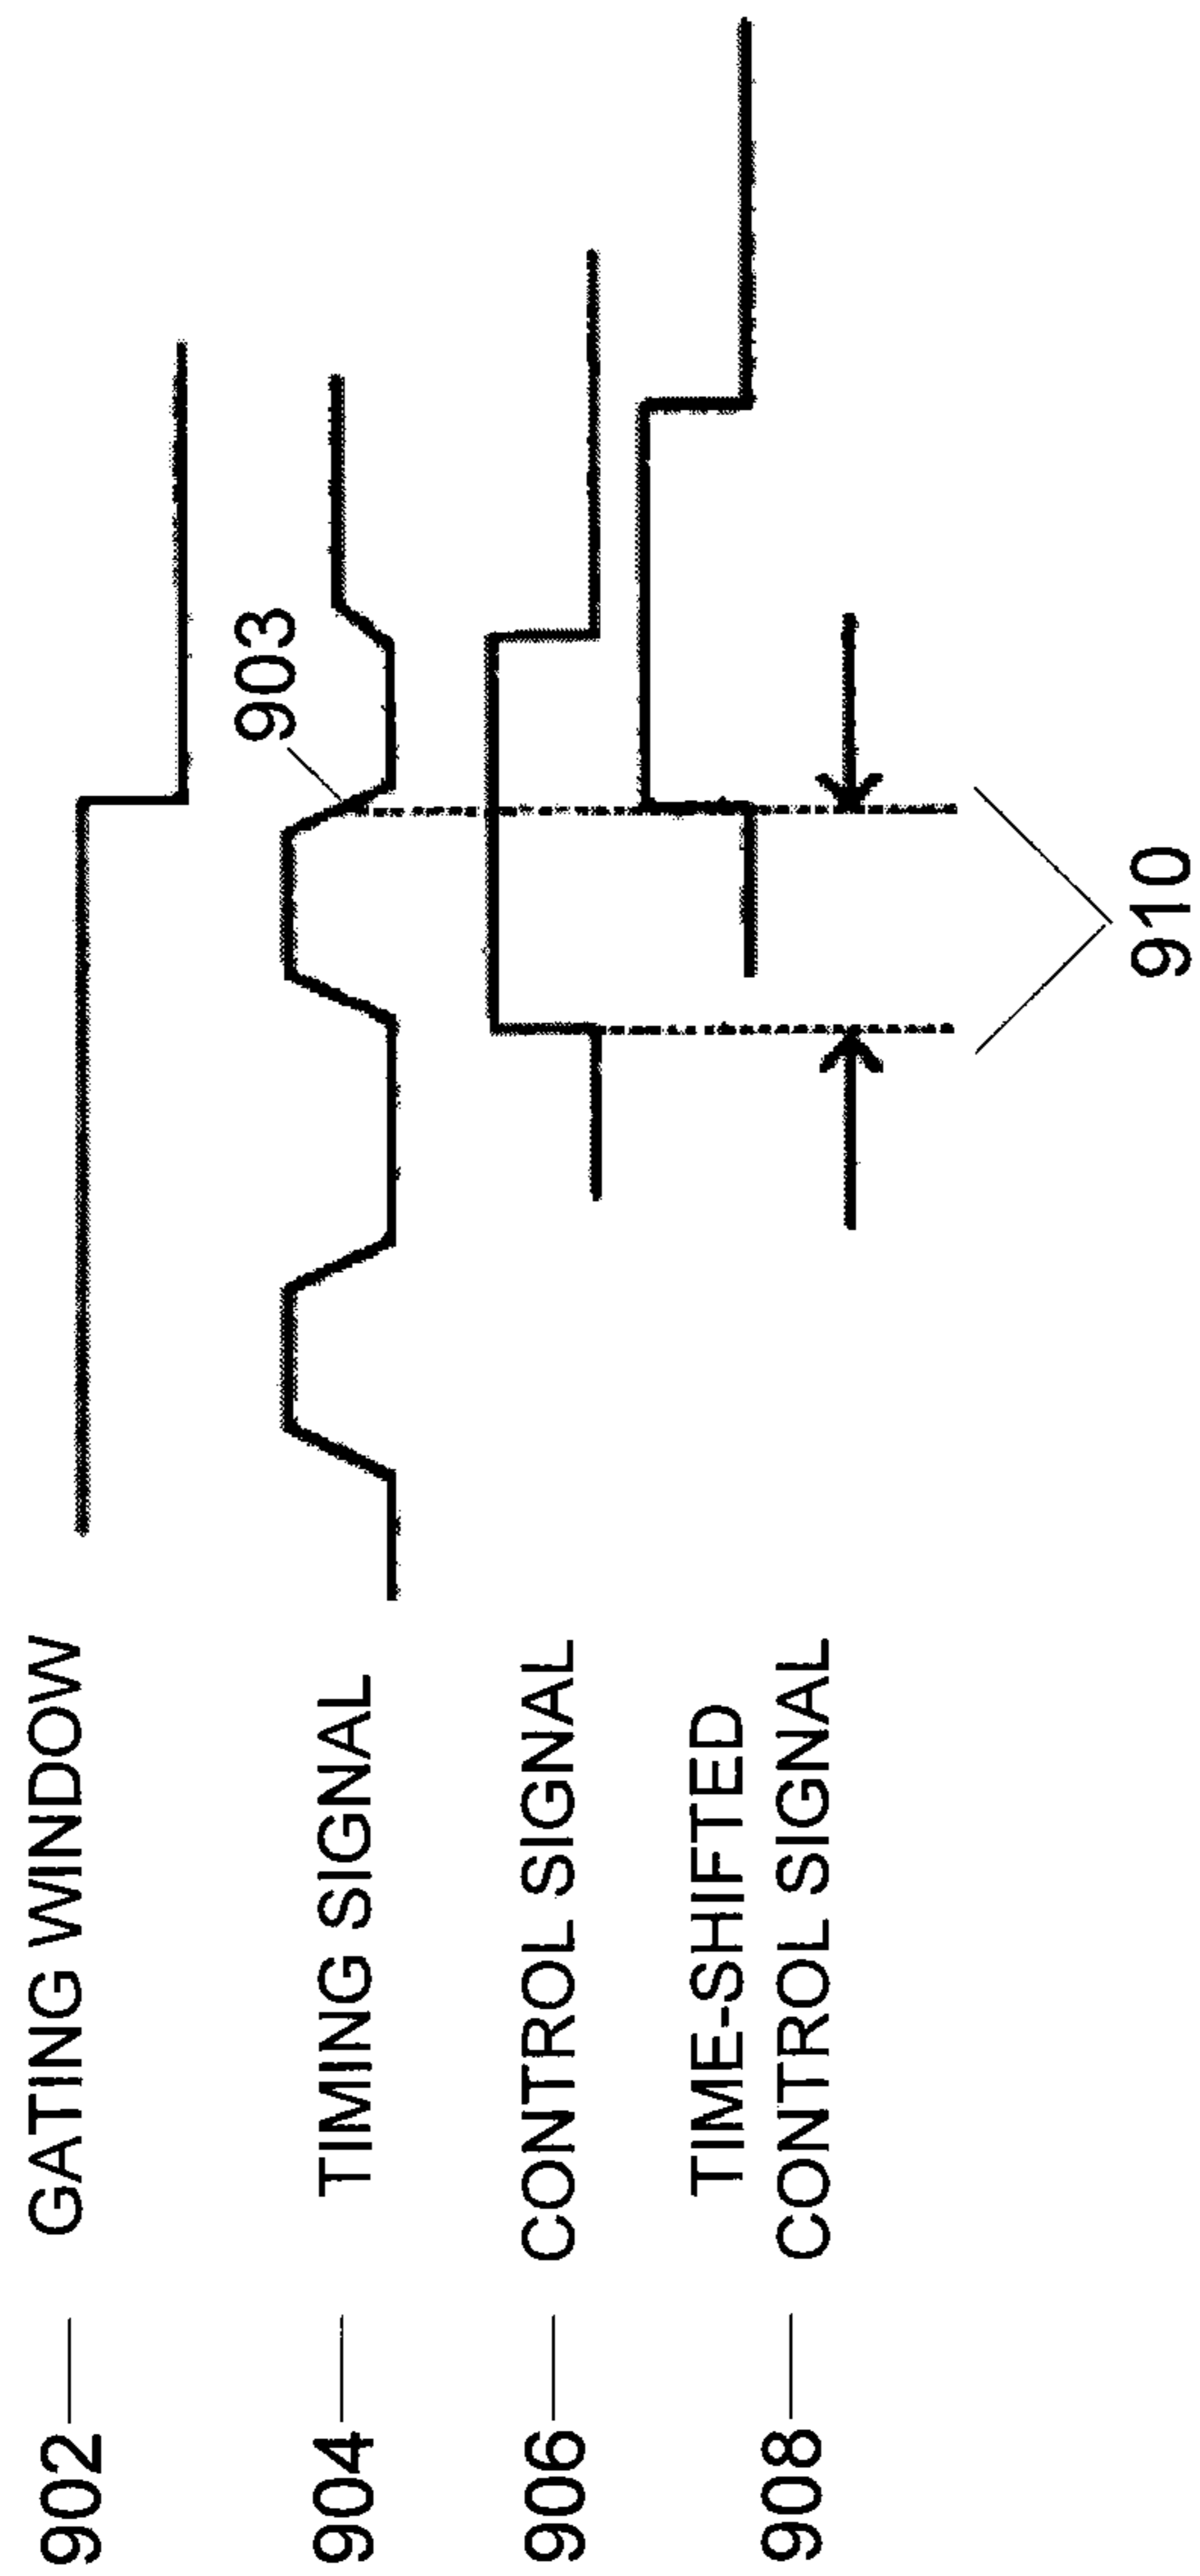 902 GATING WINDOW
903
904 TIMING SIGNAL
906 CONTROL SIGNAL
908 TIME-SHIFTED
CONTROL SIGNAL
910